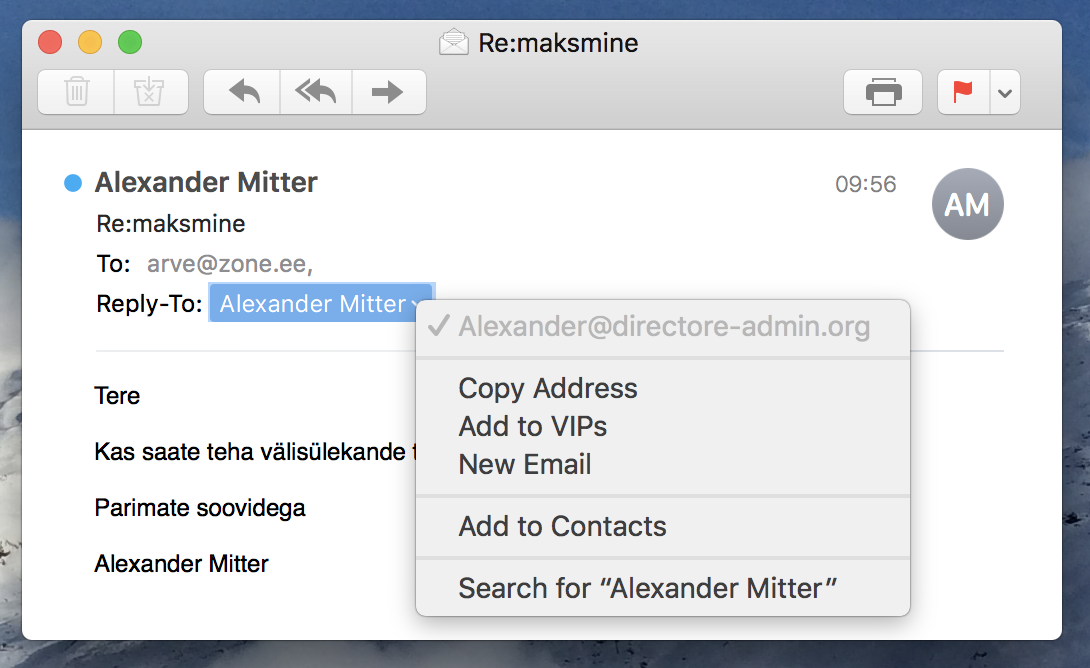 Re:maksmine
Alexander Mitter
09:56
AM
Re:maksmine
To: arve@zone.ee,
Reply-To: Alexander Mitter
Alexander@directore-admin.org
Copy Address
Add to VIPs
New Email
Add to Contacts
Search for “Alexander Mitter”
Tere
Kas saate teha välisülekande
Parimate soovidega
Alexander Mitter